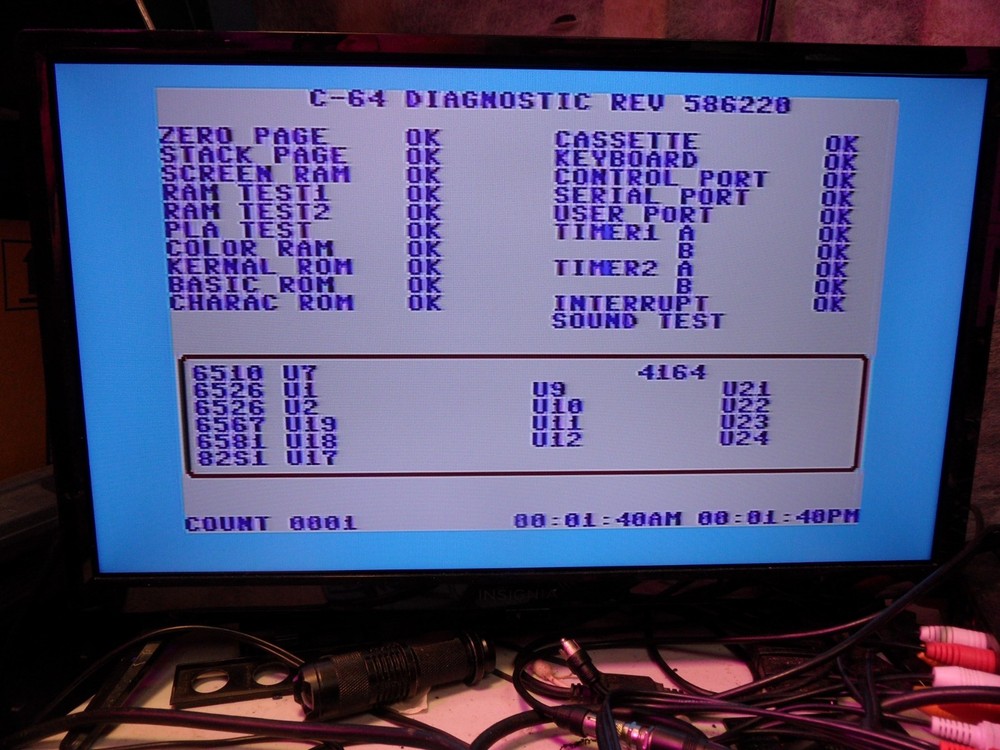 C-64 DIAGNOSTIC REV 586220
ZERO PAGE OK CASSETTE OK
STACK PAGE OK KEYBOARD OK
SCREEN RAM OK CONTROL PORT OK
RAM TEST1 OK SERIAL PORT OK
RAM TEST2 OK USER PORT OK
PLA TEST OK TIMER1 A OK
COLOR RAM OK B OK
KERNAL ROM OK TIMER2 A OK
BASIC ROM OK B OK
CHARAC ROM OK INTERRUPT OK
SOUND TEST
6510 U7 4164
6526 U1 U9 U21
6526 U2 U10 U22
6567 U19 U11 U23
6581 U18 U12 U24
82S1 U17
COUNT 0001 00:01:40AM 00:01:40PM
INSIGNIA